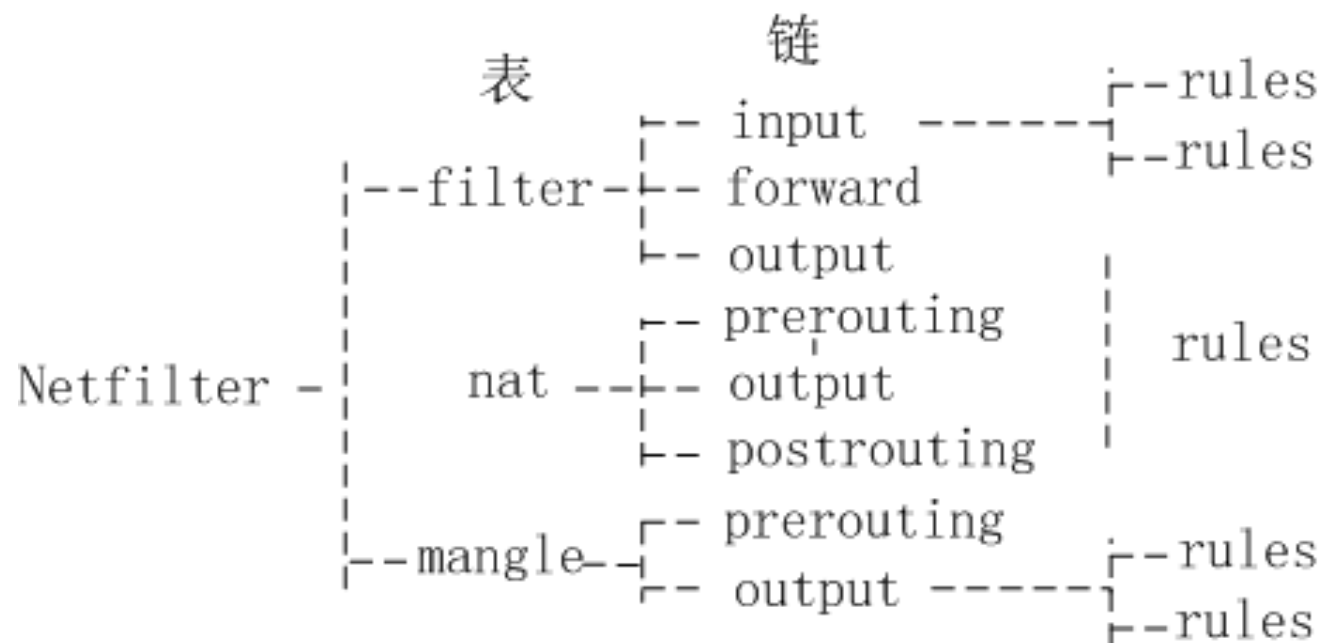 链
表
rules
input
rules
filter
forward
output
prerouting
rules
Netfilter
nat
output
postrouting
prerouting
mangle
rules
output
rules